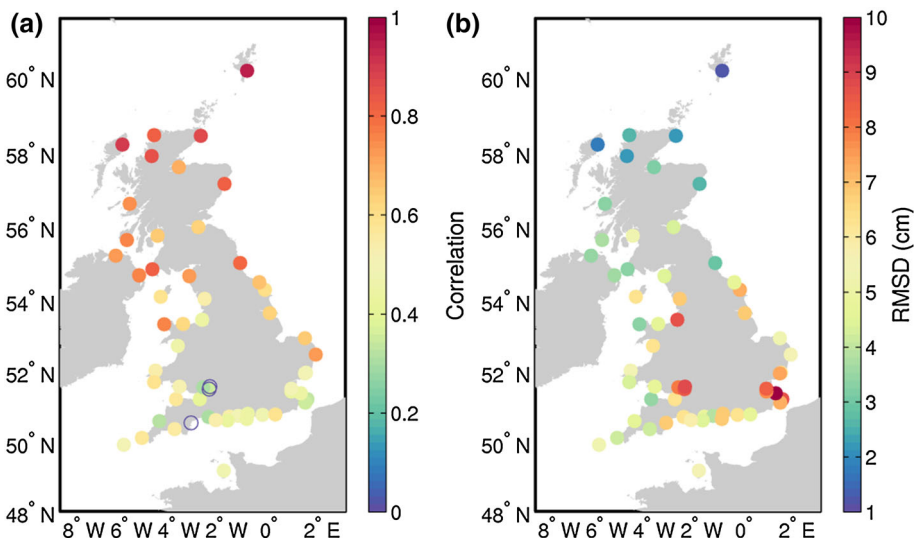 (a)
60° N
58° N
56° N
54° N
52° N
50° N
48° N
8° W 6° W 4° W 2° W 0° 2° E
1
0.8
0.6
0.4
0.2
0
Correlation
(b)
60° N
58° N
56° N
54° N
52° N
50° N
48° N
8° W 6° W 4° W 2° W 0° 2° E
10
9
8
7
6
5
4
3
2
1
RMSD (cm)